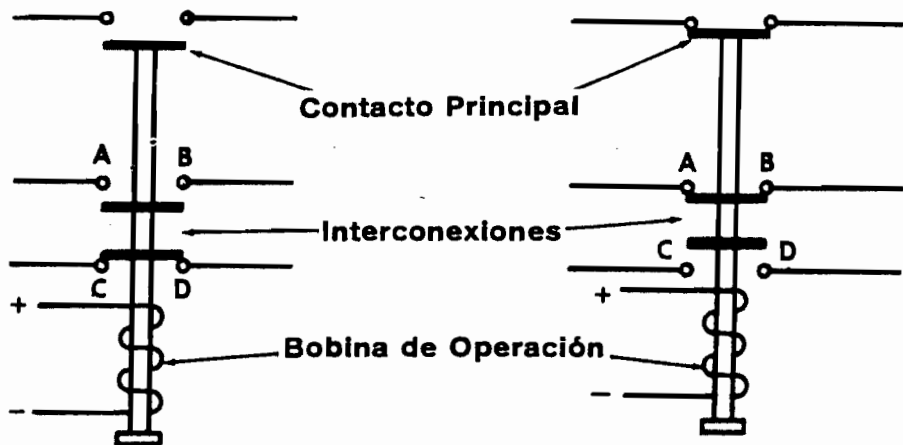 Contacto Principal
A B
A B
Interconexiones
C D
C D
+
+
Bobina de Operación
−
−